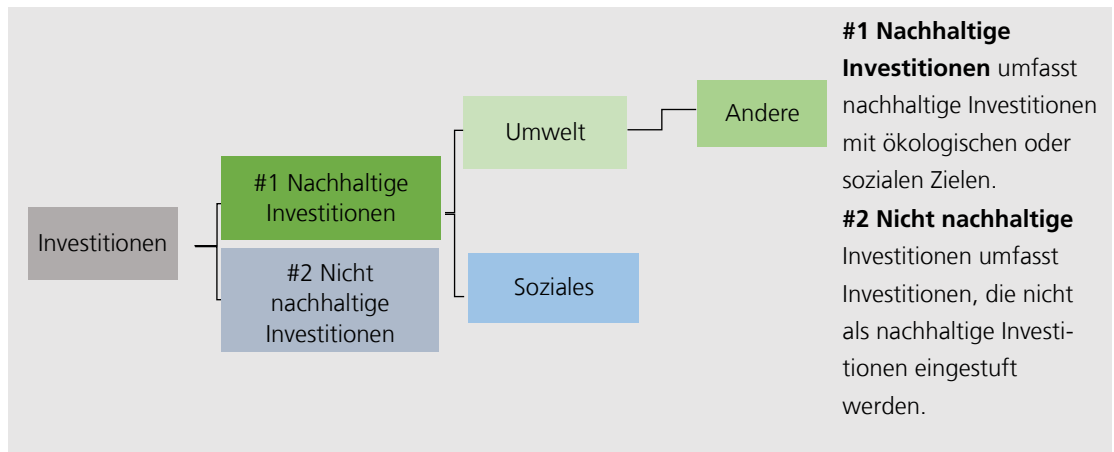 Investitionen
#1 Nachhaltige
Investitionen
#2 Nicht
nachhaltige
Investitionen
Umwelt
Soziales
Andere
#1 Nachhaltige
Investitionen umfasst
nachhaltige Investitionen
mit ökologischen oder
sozialen Zielen.
#2 Nicht nachhaltige
Investitionen umfasst
Investitionen, die nicht
als nachhaltige Investi-
tionen eingestuft
werden.